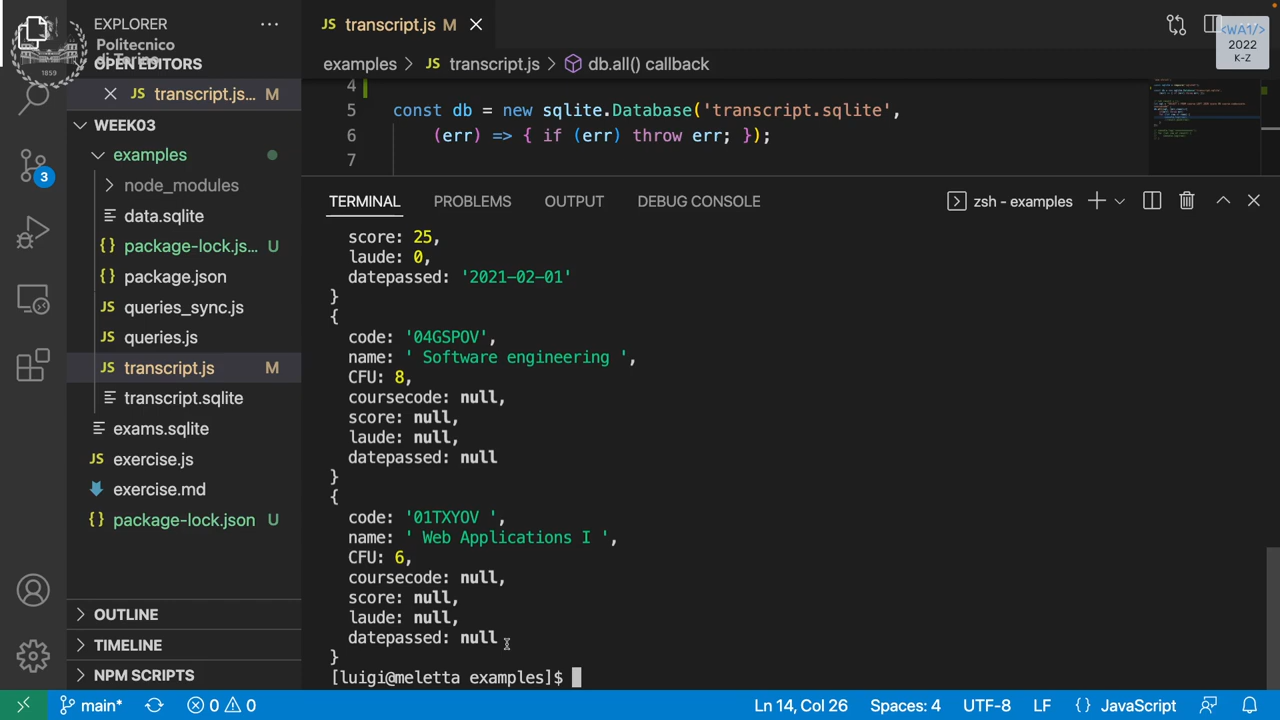 EXPLORER
Politecnico
di Torino
OPEN EDITORS
transcript.js... M
WEEK03
examples
node_modules
data.sqlite
package-lock.js... U
package.json
queries_sync.js
queries.js
transcript.js M
transcript.sqlite
exams.sqlite
exercise.js
exercise.md
package-lock.json U
OUTLINE
TIMELINE
NPM SCRIPTS
JS transcript.js M
<WA1/>
2022
K-Z
examples > JS transcript.js > db.all() callback
4
5 const db = new sqlite.Database('transcript.sqlite',
6 (err) => { if (err) throw err; });
7
TERMINAL PROBLEMS OUTPUT DEBUG CONSOLE zsh - examples
score: 25,
laude: 0,
datepassed: '2021-02-01'
}
{
code: '04GSPOV',
name: ' Software engineering ',
CFU: 8,
coursecode: null,
score: null,
laude: null,
datepassed: null
}
{
code: '01TXYOV ',
name: ' Web Applications I ',
CFU: 6,
coursecode: null,
score: null,
laude: null,
datepassed: null
}
[luigi@meletta examples]$
3
main* 0 0 Ln 14, Col 26 Spaces: 4 UTF-8 LF {} JavaScript